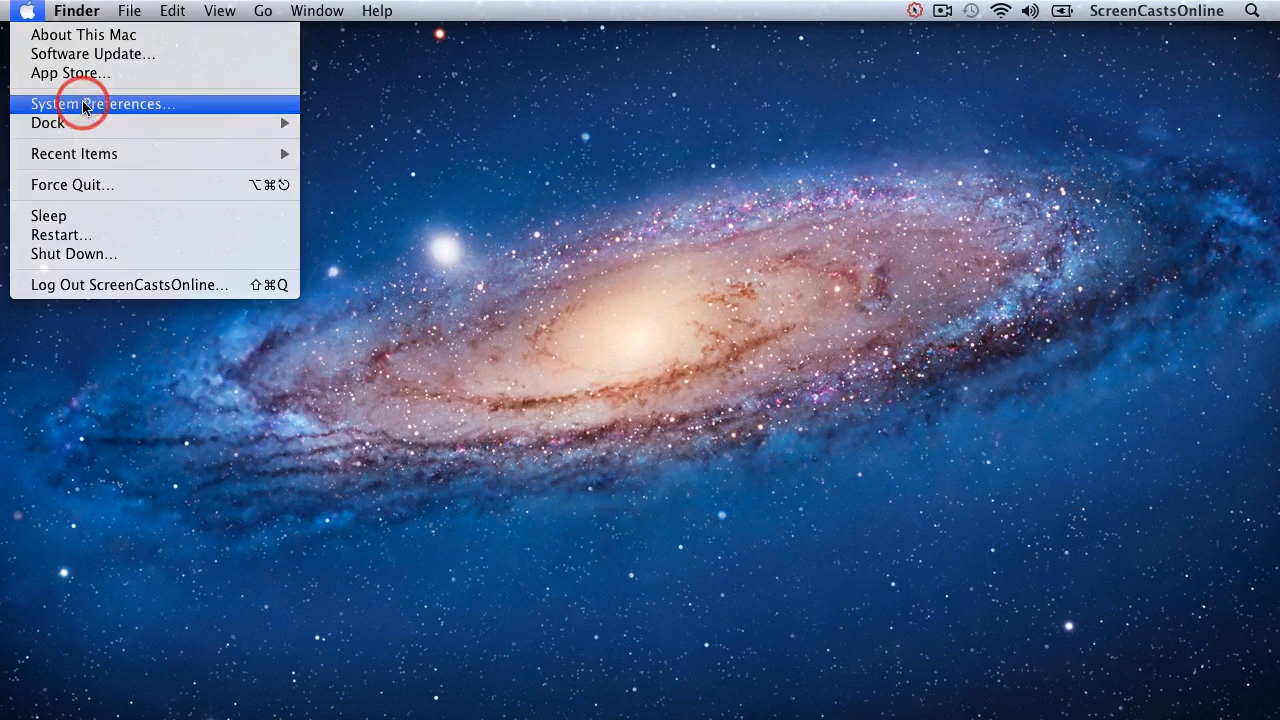 Finder File Edit View Go Window Help ScreenCastsOnline
About This Mac
Software Update...
App Store...
System Preferences...
Dock
Recent Items
Force Quit... ⌥⌘⎋
Sleep
Restart...
Shut Down...
Log Out ScreenCastsOnline... ⇧⌘Q